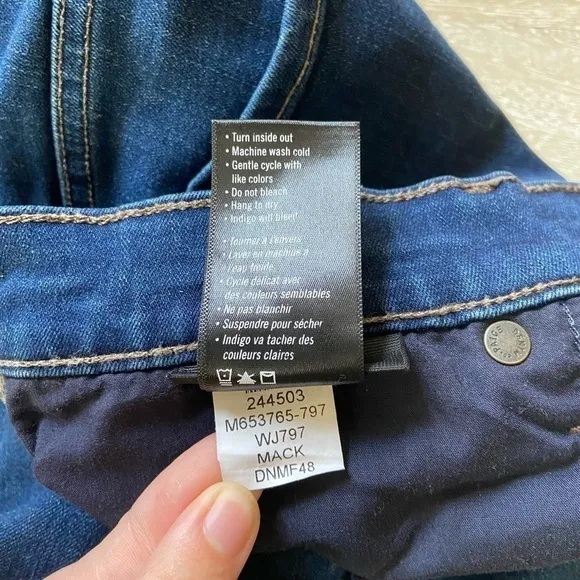 • Turn inside out
• Machine wash cold
• Gentle cycle with
like colors
• Do not bleach
• Hang to dry
• Indigo will bleed
• Tourner à l'envers
• Laver en machine à
l'eau froide
• Cycle délicat avec
des couleurs semblables
• Ne pas blanchir
• Suspendre pour sécher
• Indigo va tacher des
couleurs claires
244503
M653765-797
WJ797
MACK
DNMF48